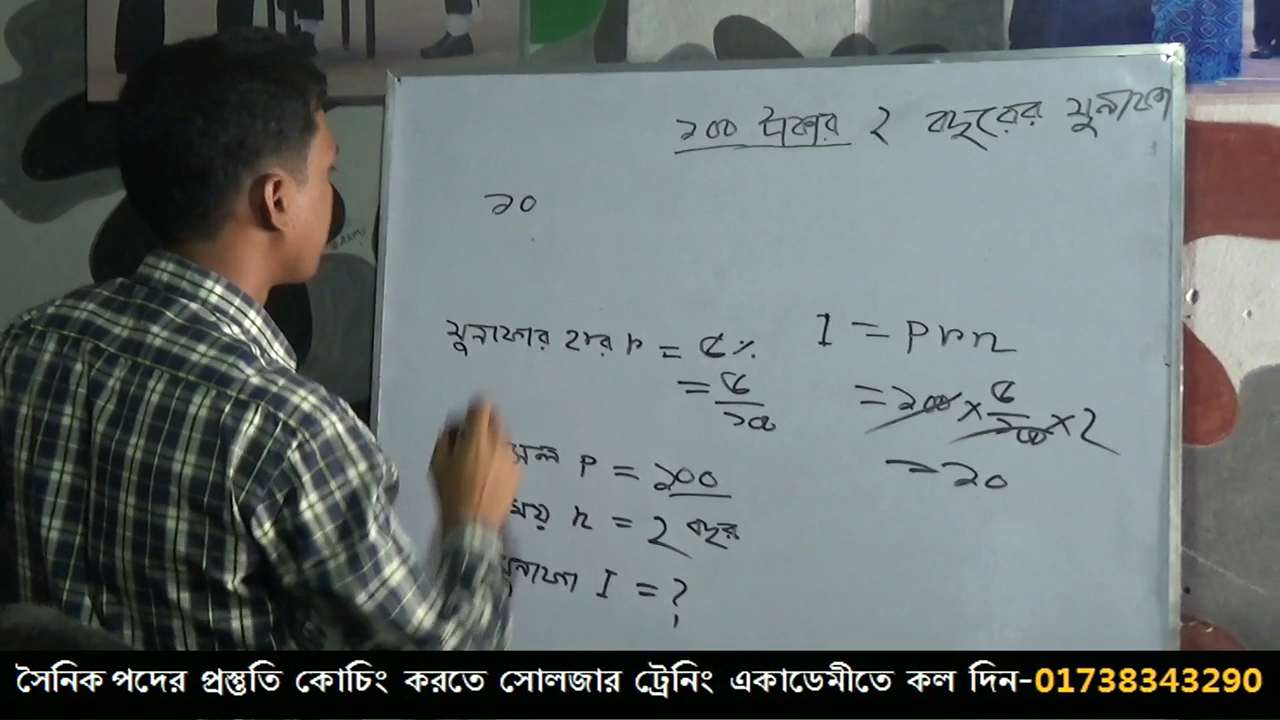 ১০০ টাকার ২ বছরের মুনাফা
১০
মুনাফার হার r = ৫%
= ৫/১০০
P = ১০০
n = ২ বছর
মুনাফা I = ?
I = prn
= ১০০ × ৫/১০০ × ২
= ১০
সৈনিক পদের প্রস্তুতি কোচিং করতে সোলজার ট্রেনিং একাডেমীতে কল দিন-01738343290